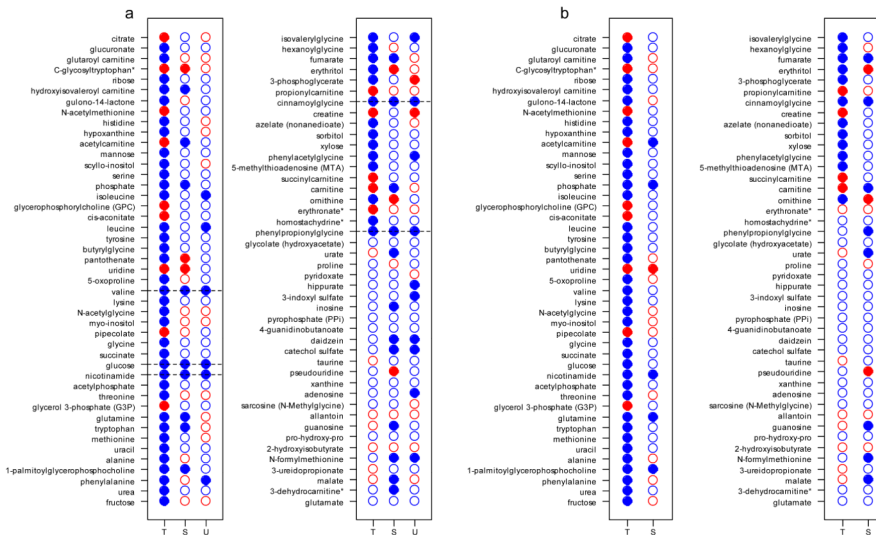 a
citrate
glucuronate
glutaroyl carnitine
C-glycosyltryptophan*
ribose
hydroxyisovaleroyl carnitine
gulono-14-lactone
N-acetylmethionine
histidine
hypoxanthine
acetylcarnitine
mannose
scyllo-inositol
serine
phosphate
isoleucine
glycerophosphorylcholine (GPC)
cis-aconitate
leucine
tyrosine
butyrylglycine
pantothenate
uridine
5-oxoproline
valine
lysine
N-acetylglycine
myo-inositol
pipecolate
glycine
succinate
glucose
nicotinamide
acetylphosphate
threonine
glycerol 3-phosphate (G3P)
glutamine
tryptophan
methionine
uracil
alanine
1-palmitoylglycerophosphocholine
phenylalanine
urea
fructose
T S U
isovalerylglycine
hexanoylglycine
fumarate
erythritol
3-phosphoglycerate
propionylcarnitine
cinnamoylglycine
creatine
azelate (nonanedioate)
sorbitol
xylose
phenylacetylglycine
5-methylthioadenosine (MTA)
succinylcarnitine
carnitine
ornithine
erythronate*
homostachydrine*
phenylpropionylglycine
glycolate (hydroxyacetate)
urate
proline
pyridoxate
hippurate
3-indoxyl sulfate
inosine
pyrophosphate (PPi)
4-guanidinobutanoate
daidzein
catechol sulfate
taurine
pseudouridine
xanthine
adenosine
sarcosine (N-Methylglycine)
allantoin
guanosine
pro-hydroxy-pro
2-hydroxyisobutyrate
N-formylmethionine
3-ureidopropionate
malate
3-dehydrocarnitine*
glutamate
T S U
b
citrate
glucuronate
glutaroyl carnitine
C-glycosyltryptophan*
ribose
hydroxyisovaleroyl carnitine
gulono-14-lactone
N-acetylmethionine
histidine
hypoxanthine
acetylcarnitine
mannose
scyllo-inositol
serine
phosphate
isoleucine
glycerophosphorylcholine (GPC)
cis-aconitate
leucine
tyrosine
butyrylglycine
pantothenate
uridine
5-oxoproline
valine
lysine
N-acetylglycine
myo-inositol
pipecolate
glycine
succinate
glucose
nicotinamide
acetylphosphate
threonine
glycerol 3-phosphate (G3P)
glutamine
tryptophan
methionine
uracil
alanine
1-palmitoylglycerophosphocholine
phenylalanine
urea
fructose
T S
isovalerylglycine
hexanoylglycine
fumarate
erythritol
3-phosphoglycerate
propionylcarnitine
cinnamoylglycine
creatine
azelate (nonanedioate)
sorbitol
xylose
phenylacetylglycine
5-methylthioadenosine (MTA)
succinylcarnitine
carnitine
ornithine
erythronate*
homostachydrine*
phenylpropionylglycine
glycolate (hydroxyacetate)
urate
proline
pyridoxate
hippurate
3-indoxyl sulfate
inosine
pyrophosphate (PPi)
4-guanidinobutanoate
daidzein
catechol sulfate
taurine
pseudouridine
xanthine
adenosine
sarcosine (N-Methylglycine)
allantoin
guanosine
pro-hydroxy-pro
2-hydroxyisobutyrate
N-formylmethionine
3-ureidopropionate
malate
3-dehydrocarnitine*
glutamate
T S